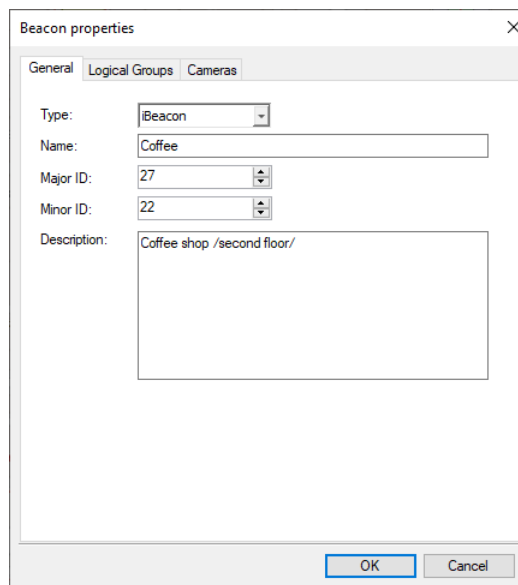 Beacon properties
General Logical Groups Cameras
Type: iBeacon
Name: Coffee
Major ID: 27
Minor ID: 22
Description: Coffee shop /second floor/
OK Cancel